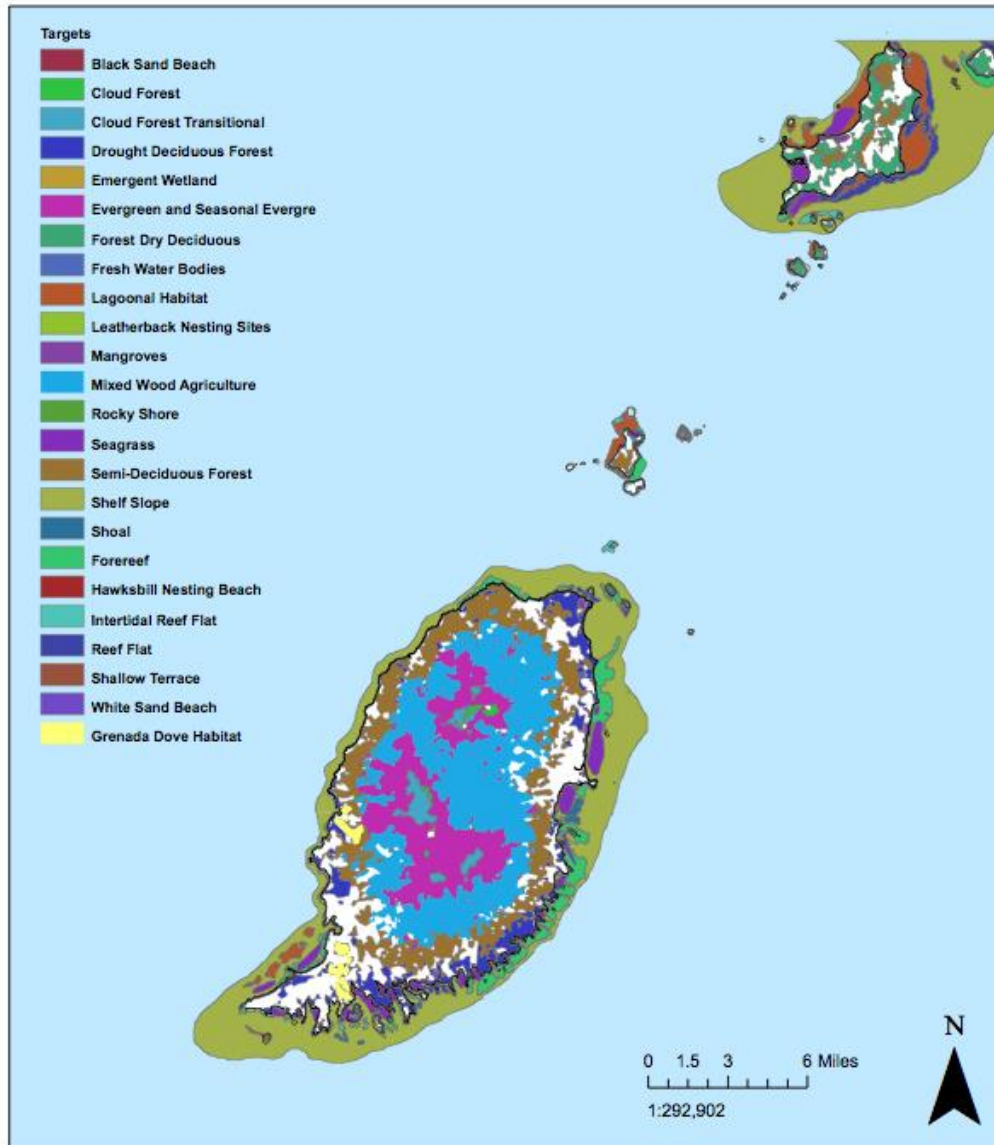 Targets
Black Sand Beach
Cloud Forest
Cloud Forest Transitional
Drought Deciduous Forest
Emergent Wetland
Evergreen and Seasonal Evergre
Forest Dry Deciduous
Fresh Water Bodies
Lagoonal Habitat
Leatherback Nesting Sites
Mangroves
Mixed Wood Agriculture
Rocky Shore
Seagrass
Semi-Deciduous Forest
Shelf Slope
Shoal
Forereef
Hawksbill Nesting Beach
Intertidal Reef Flat
Reef Flat
Shallow Terrace
White Sand Beach
Grenada Dove Habitat
N
0 1.5 3 6 Miles
1:292,902